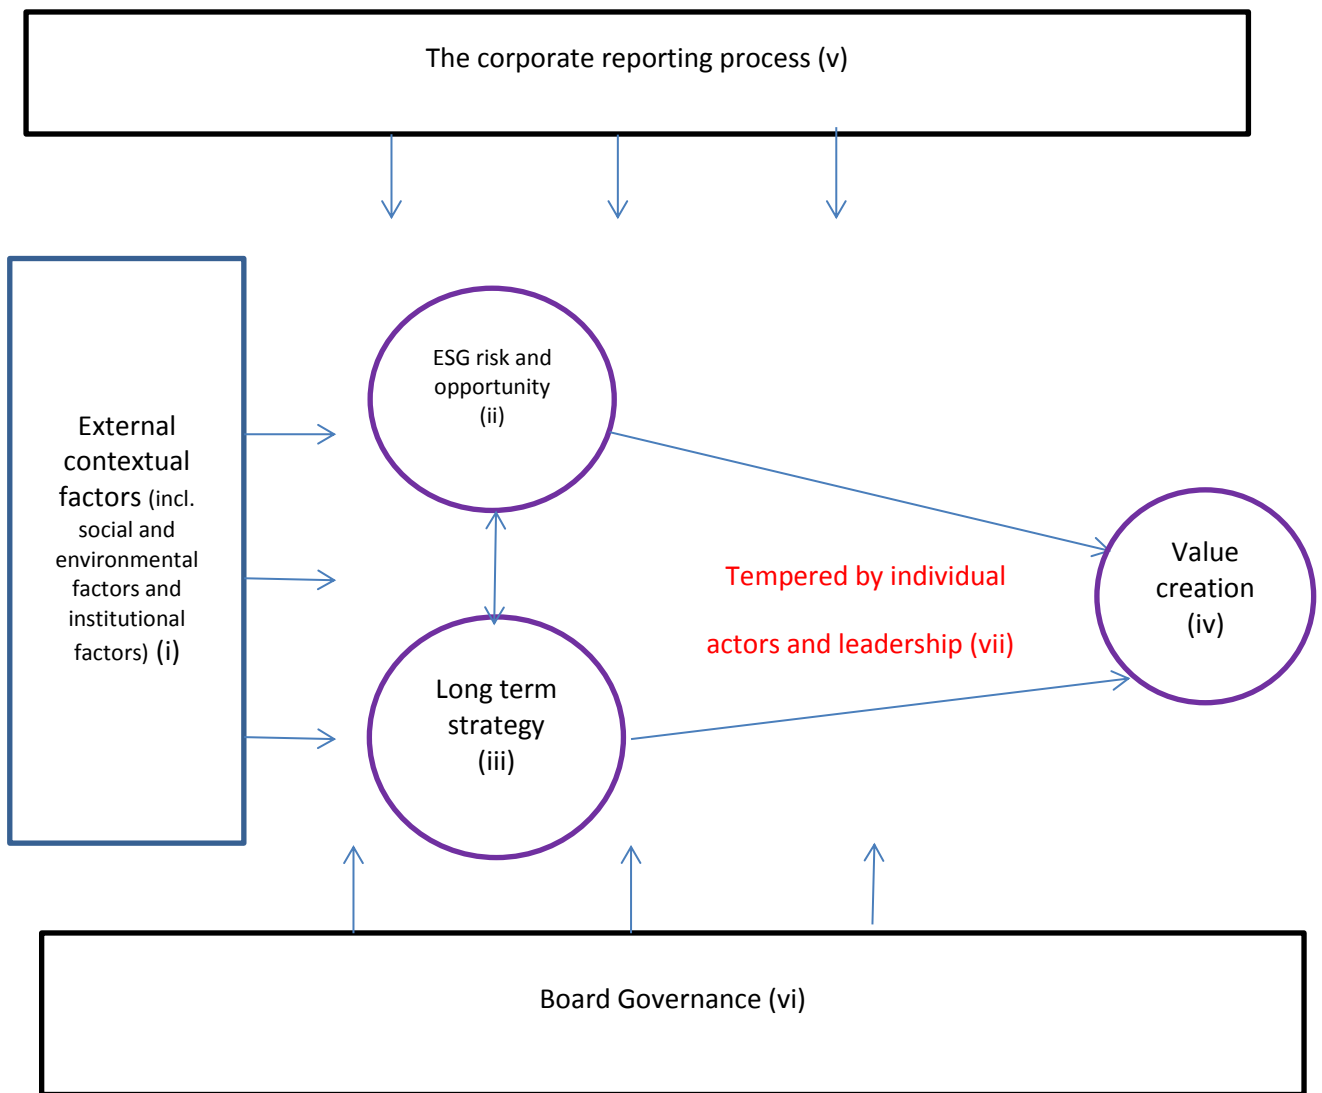 The corporate reporting process (v)
External
contextual
factors (incl.
social and
environmental
factors and
institutional
factors) (i)
ESG risk and
opportunity
(ii)
Long term
strategy
(iii)
Tempered by individual
actors and leadership (vii)
Value
creation
(iv)
Board Governance (vi)